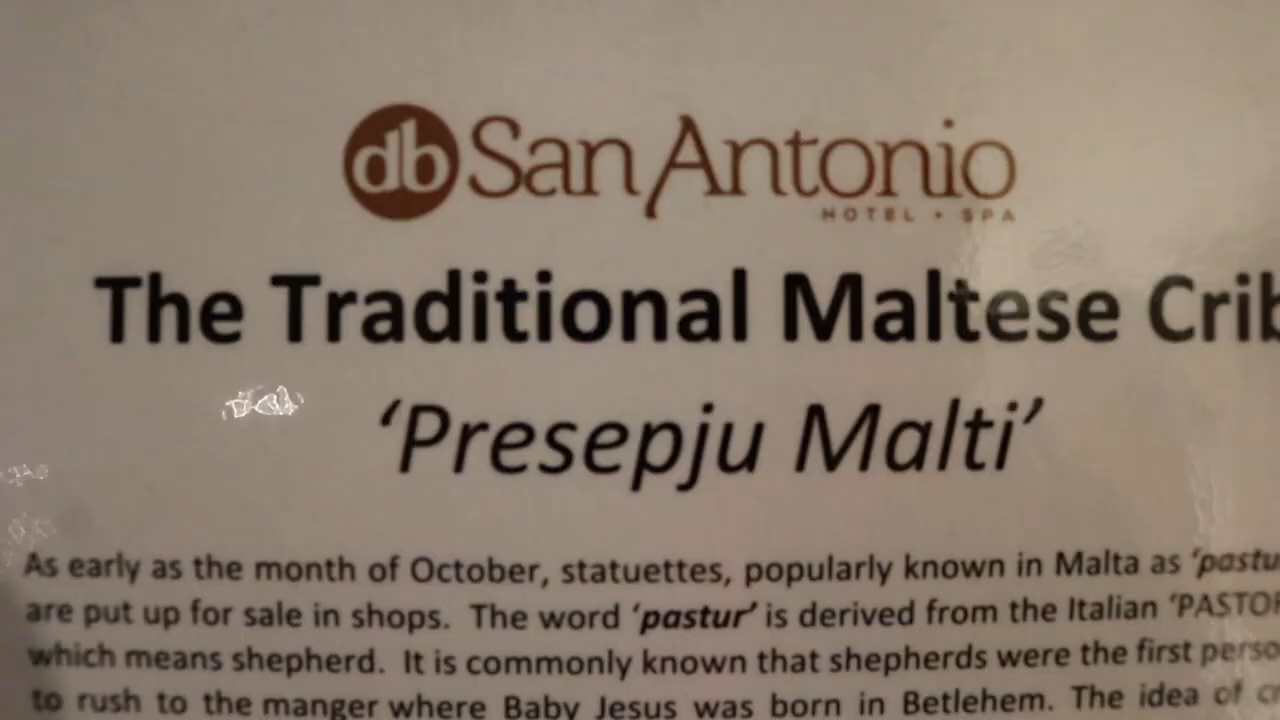 db San Antonio
HOTEL • SPA
The Traditional Maltese
'Presepju Malti'
As early as the month of October, statuettes, popularly known in Malta as
are put up for sale in shops. The word 'pastur' is derived from the Italian
which means shepherd. It is commonly known that shepherds were the first
to rush to the manger where Baby Jesus was born in Betlehem. The idea of